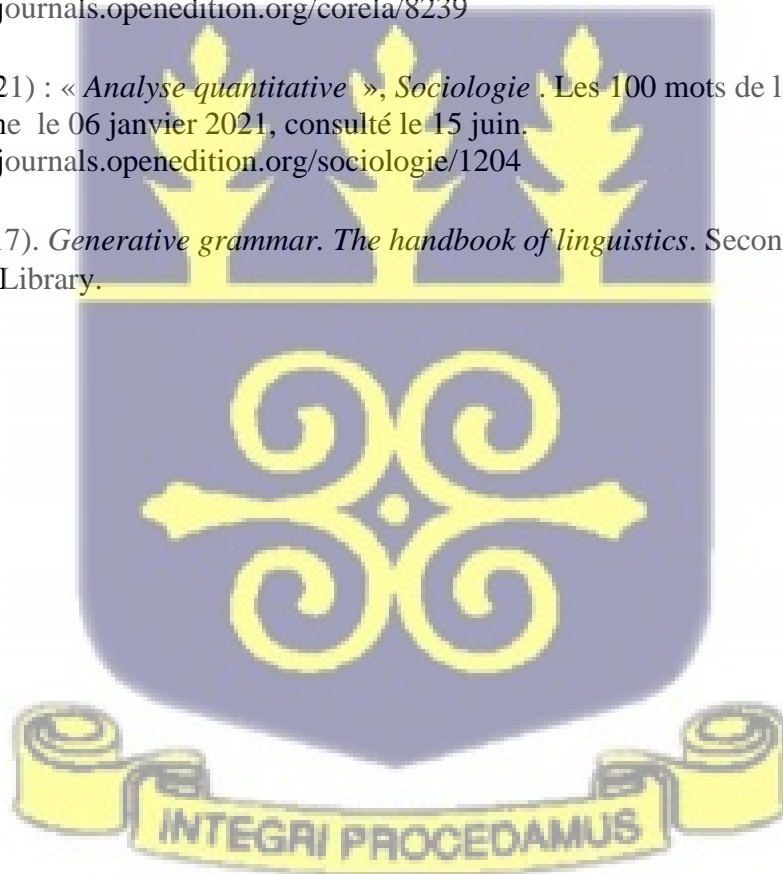 journals.openedition.org/corela/8239
21) : « Analyse quantitative », Sociologie . Les 100 mots de l
ne le 06 janvier 2021, consulté le 15 juin.
journals.openedition.org/sociologie/1204
17). Generative grammar. The handbook of linguistics. Secon
Library.
INTEGRI PROCEDAMUS